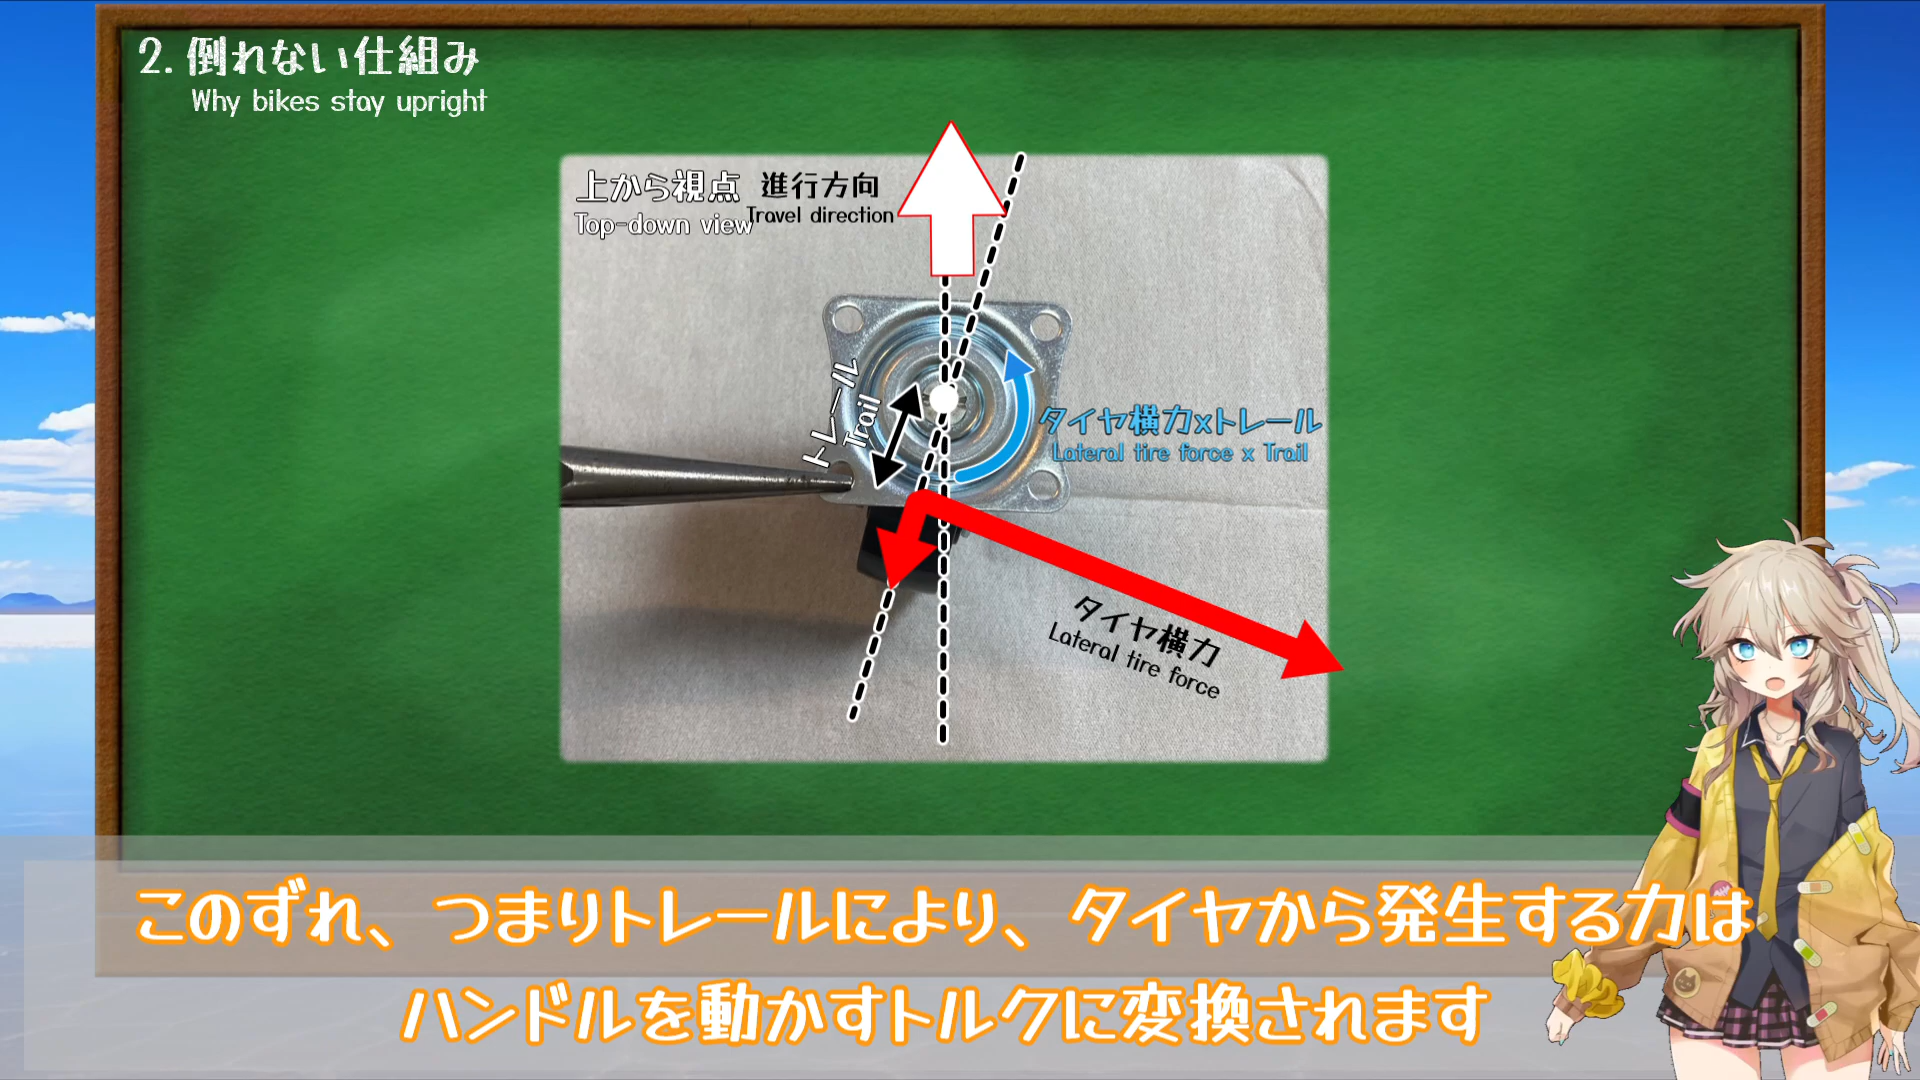 2. 倒れない仕組み
Why bikes stay upright
上から視点
Top-down view
進行方向
Travel direction
トレール
Trail
タイヤ横力xトレール
Lateral tire force x Trail
タイヤ横力
Lateral tire force
このずれ、つまりトレールにより、タイヤから発生する力は
ハンドルを動かすトルクに変換されます